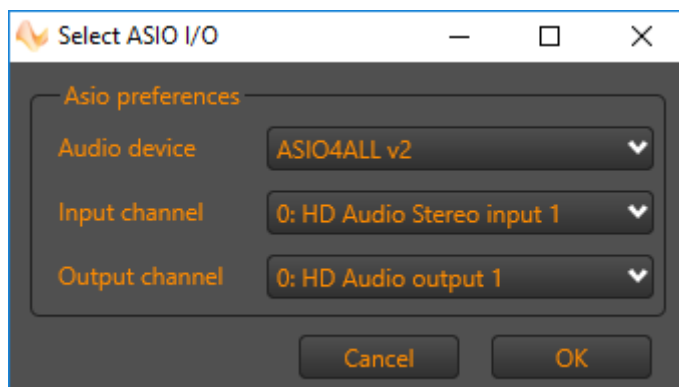 Select ASIO I/O
Asio preferences
Audio device ASIO4ALL v2
Input channel 0: HD Audio Stereo input 1
Output channel 0: HD Audio output 1
Cancel OK